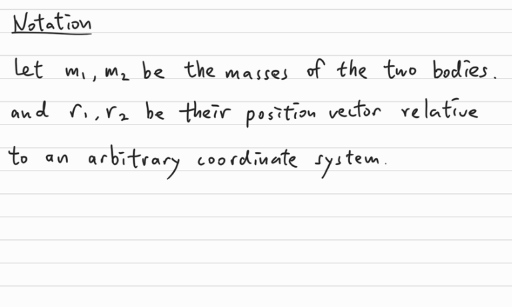 Notation
Let m₁, m₂ be the masses of the two bodies.
and r₁, r₂ be their position vector relative
to an arbitrary coordinate system.